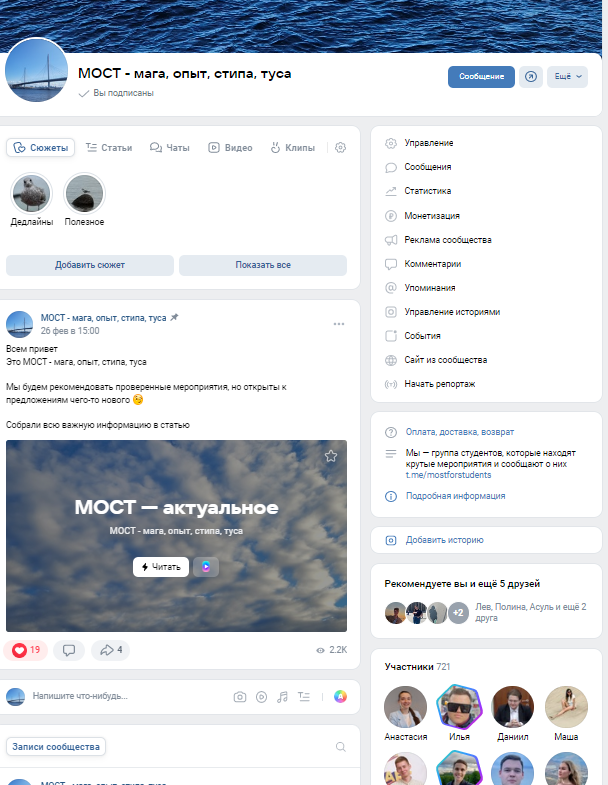 МОСТ - мага, опыт, стипа, туса
Вы подписаны
Сообщение
Ещё
Сюжеты
Статьи
Чаты
Видео
Клипы
Дедлайны
Полезное
Добавить сюжет
Показать все
МОСТ - мага, опыт, стипа, туса
26 фев в 15:00
Всем привет
Это МОСТ - мага, опыт, стипа, туса
Мы будем рекомендовать проверенные мероприятия, но открыты к
предложениям чего-то нового 😉
Собрали всю важную информацию в статью
МОСТ — актуальное
МОСТ - мага, опыт, стипа, туса
Читать
19
4
2.2K
Напишите что-нибудь...
Записи сообщества
Управление
Сообщения
Статистика
Монетизация
Реклама сообщества
Комментарии
Упоминания
Управление историями
События
Сайт из сообщества
Начать репортаж
Оплата, доставка, возврат
Мы — группа студентов, которые находят
крутые мероприятия и сообщают о них
t.me/mostforstudents
Подробная информация
Добавить историю
Рекомендуете вы и ещё 5 друзей
+2
Лев, Полина, Асуль и ещё 2
друга
Участники 721
Анастасия
Илья
Даниил
Маша